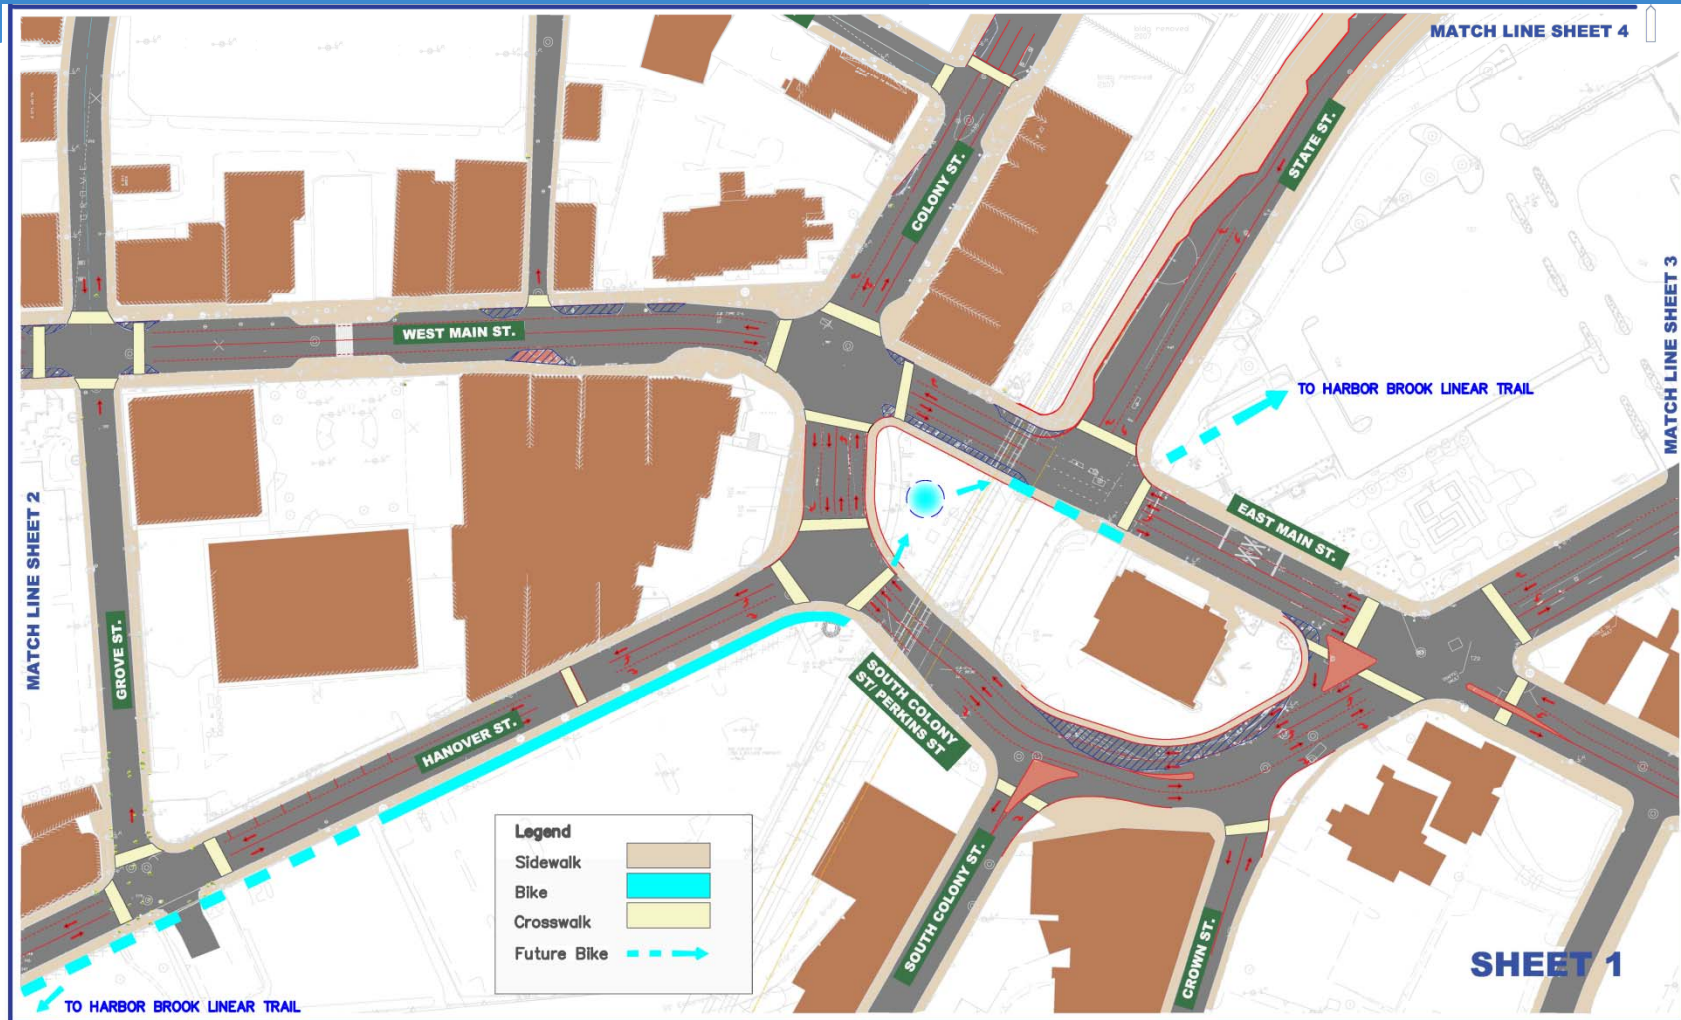 MATCH LINE SHEET 4
COLONY ST.
STATE ST.
WEST MAIN ST.
MATCH LINE SHEET 3
TO HARBOR BROOK LINEAR TRAIL
MATCH LINE SHEET 2
EAST MAIN ST.
GROVE ST.
SOUTH COLONY
ST/ PERKINS ST
HANOVER ST.
Legend
Sidewalk
Bike
Crosswalk
Future Bike
SOUTH COLONY ST.
CROWN ST.
SHEET 1
TO HARBOR BROOK LINEAR TRAIL